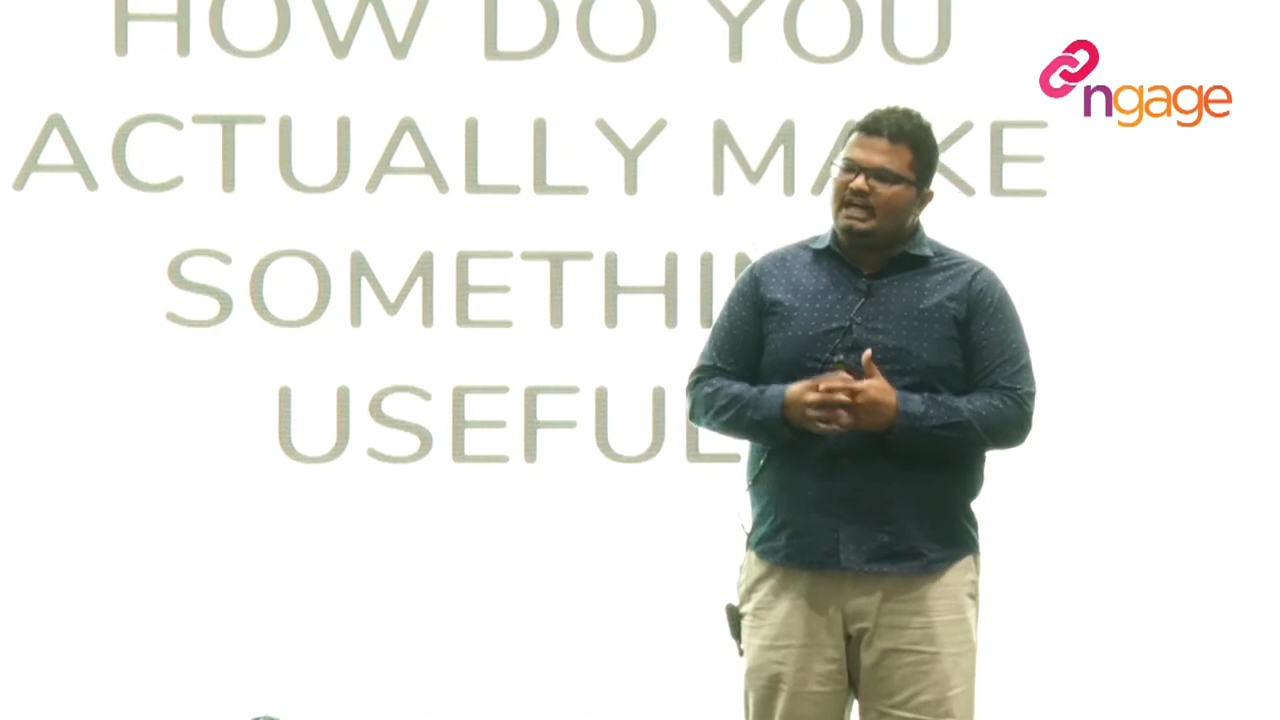 HOW DO YOU
ACTUALLY MAKE
SOMETHIN
USEFUL
ngage